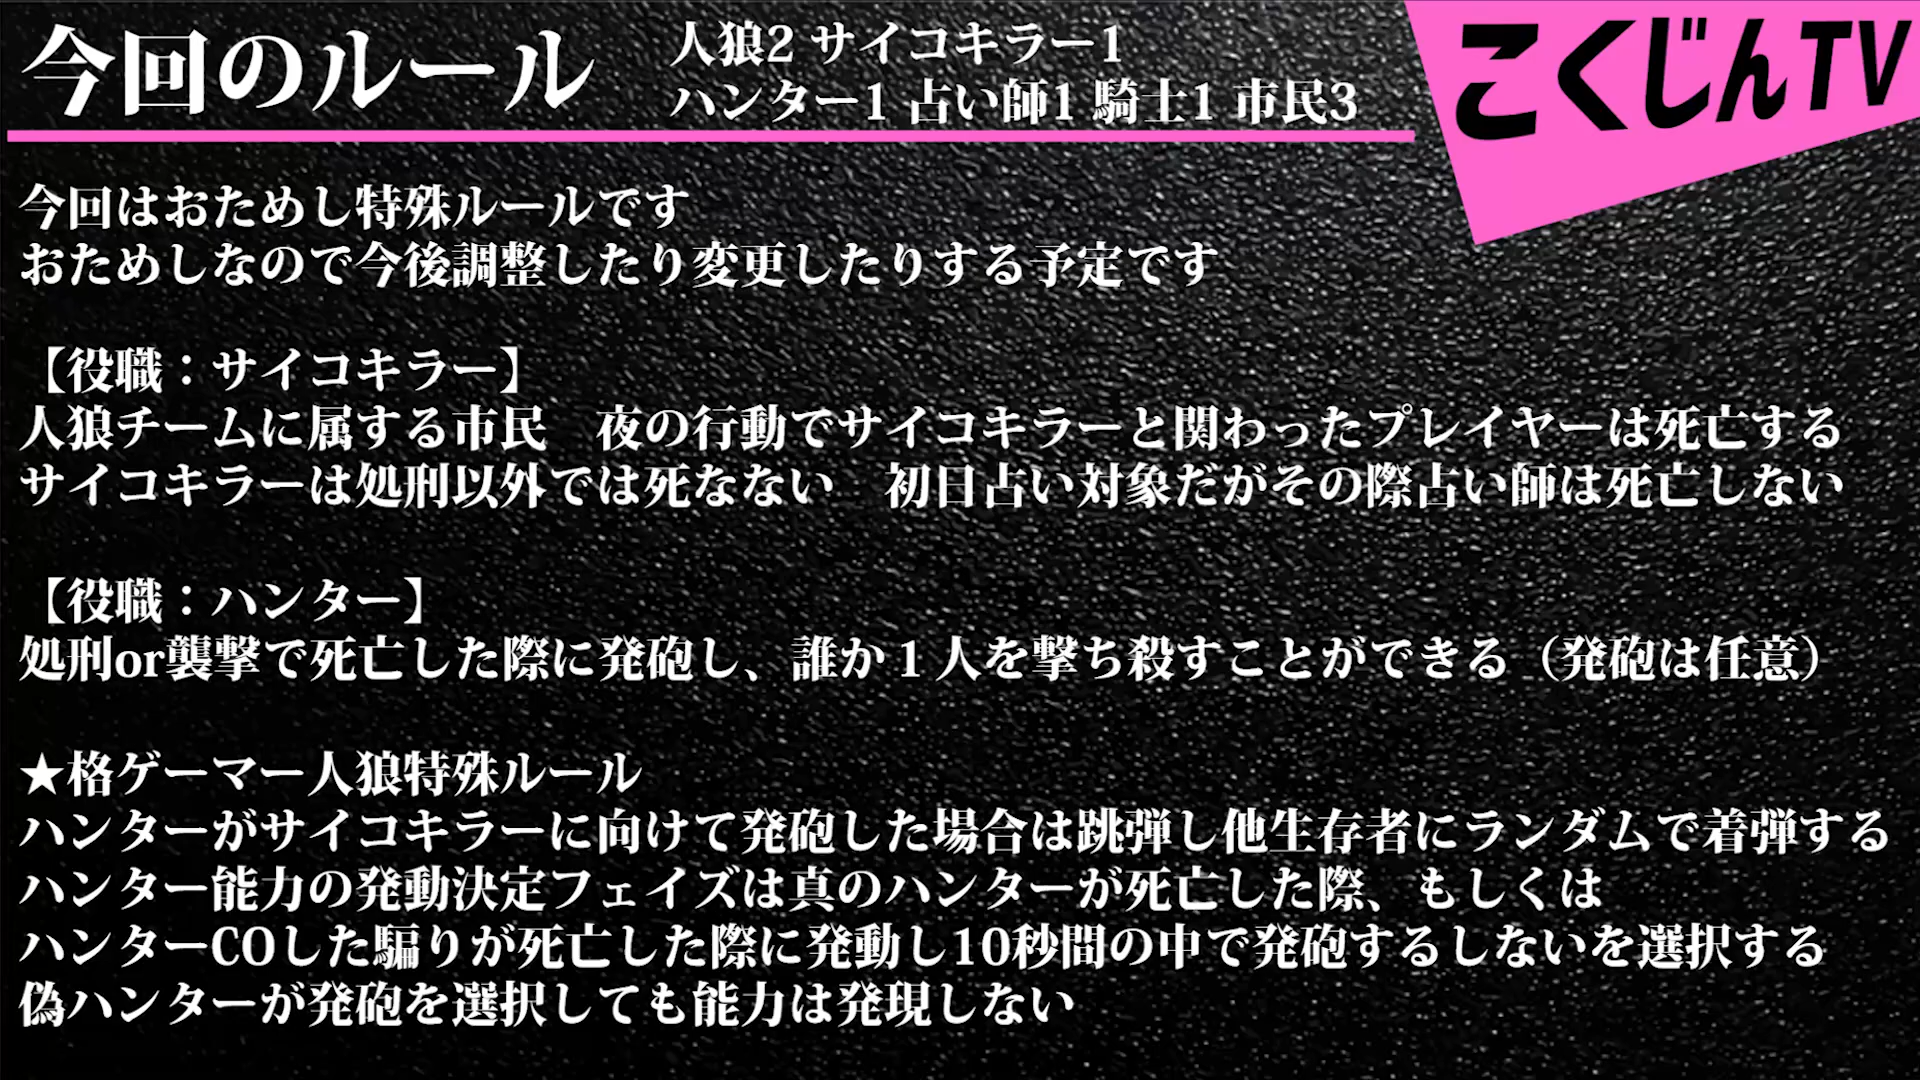 今回のルール
人狼2 サイコキラー1
ハンター1 占い師1 騎士1 市民3
こくじんTV
今回はおためし特殊ルールです
おためしなので今後調整したり変更したりする予定です
【役職：サイコキラー】
人狼チームに属する市民　夜の行動でサイコキラーと関わったプレイヤーは死亡する
サイコキラーは処刑以外では死なない　初日占い対象だがその際占い師は死亡しない
【役職：ハンター】
処刑or襲撃で死亡した際に発砲し、誰か１人を撃ち殺すことができる（発砲は任意）
★格ゲーマー人狼特殊ルール
ハンターがサイコキラーに向けて発砲した場合は跳弾し他生存者にランダムで着弾する
ハンター能力の発動決定フェイズは真のハンターが死亡した際、もしくは
ハンターCOした騙りが死亡した際に発動し10秒間の中で発砲するしないを選択する
偽ハンターが発砲を選択しても能力は発現しない